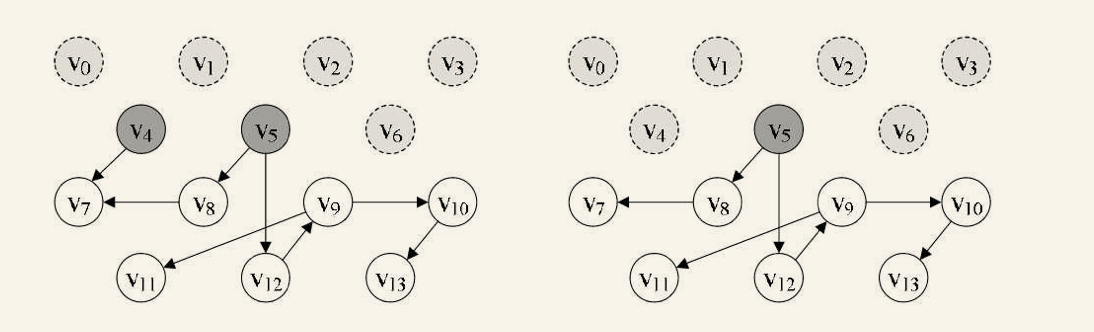 V0 V1 V2 V3 V0 V1 V2 V3
V4 V5 V6 V4 V5 V6
V7 V8 V9 V10 V7 V8 V9 V10
V11 V12 V13 V11 V12 V13